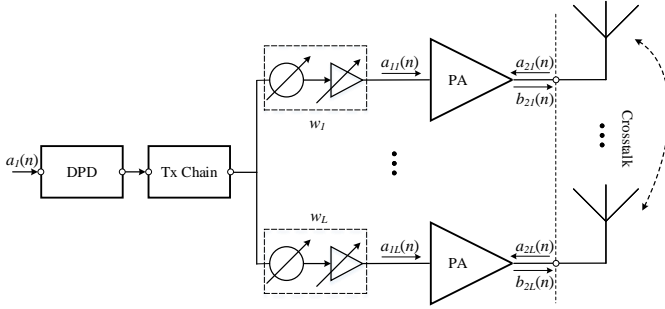 a11(n)
PA
a21(n)
b21(n)
w1
Crosstalk
a1(n)
DPD
Tx Chain
wL
a1L(n)
PA
a2L(n)
b2L(n)